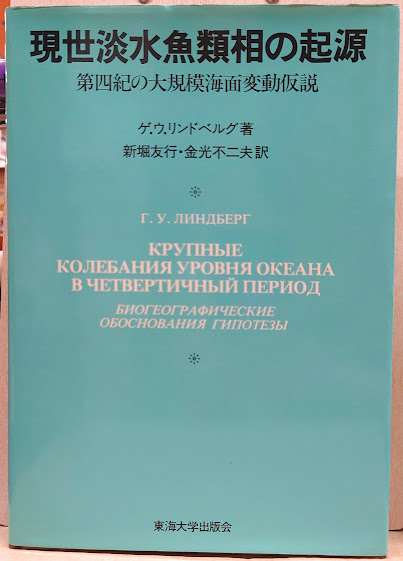 現世淡水魚類相の起源
第四紀の大規模海面変動仮説
ゲ.ウ.リンドベルグ著
新堀友行・金光不二夫訳
Г. У. ЛИНДБЕРГ
КРУПНЫЕ
КОЛЕБАНИЯ УРОВНЯ ОКЕАНА
В ЧЕТВЕРТИЧНЫЙ ПЕРИОД
БИОГЕОГРАФИЧЕСКИЕ
ОБОСНОВАНИЯ ГИПОТЕЗЫ
東海大学出版会